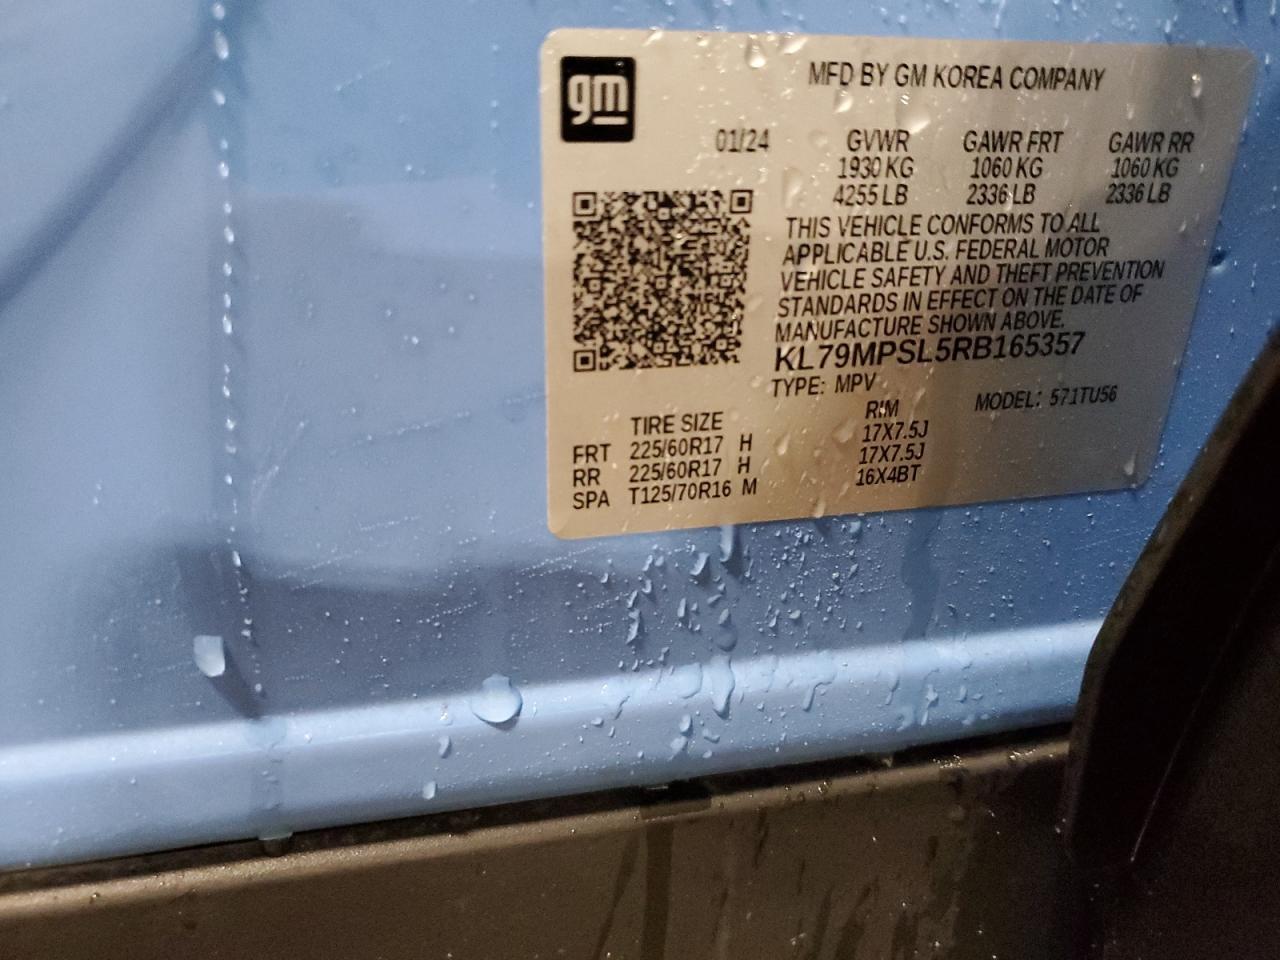 gm
MFD BY GM KOREA COMPANY
01/24 GVWR GAWR FRT GAWR RR
1930 KG 1060 KG 1060 KG
4255 LB 2336 LB 2336 LB
THIS VEHICLE CONFORMS TO ALL
APPLICABLE U.S. FEDERAL MOTOR
VEHICLE SAFETY AND THEFT PREVENTION
STANDARDS IN EFFECT ON THE DATE OF
MANUFACTURE SHOWN ABOVE.
KL79MPSL5RB165357
TYPE: MPV MODEL: 571TU56
TIRE SIZE RIM
FRT 225/60R17 H 17X7.5J
RR 225/60R17 H 17X7.5J
SPA T125/70R16 M 16X4BT